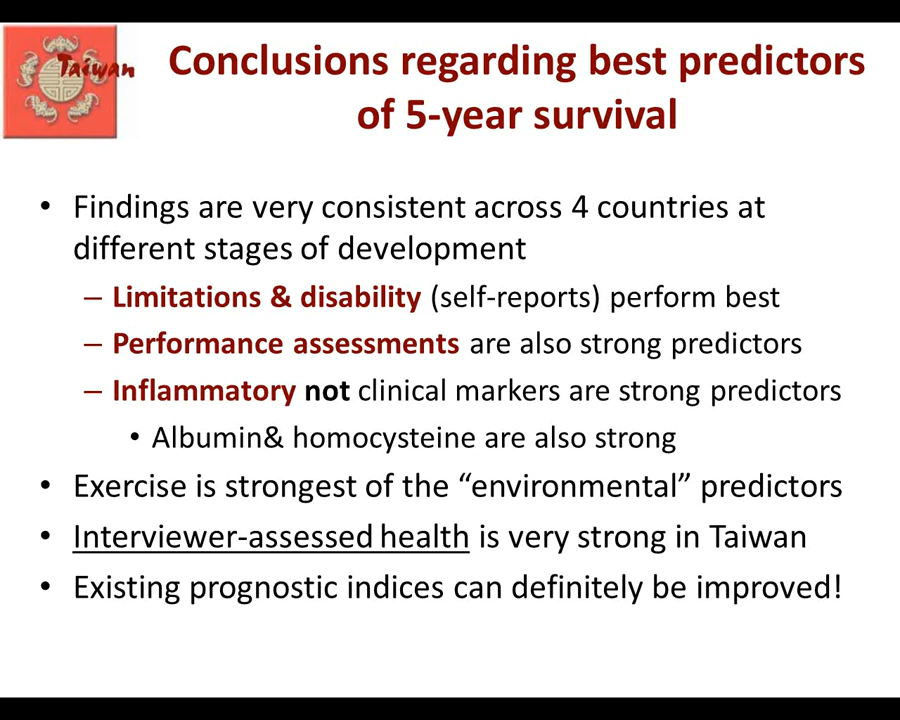 Taiwan
Conclusions regarding best predictors
of 5-year survival
• Findings are very consistent across 4 countries at
different stages of development
– Limitations & disability (self-reports) perform best
– Performance assessments are also strong predictors
– Inflammatory not clinical markers are strong predictors
• Albumin& homocysteine are also strong
• Exercise is strongest of the “environmental” predictors
• Interviewer-assessed health is very strong in Taiwan
• Existing prognostic indices can definitely be improved!